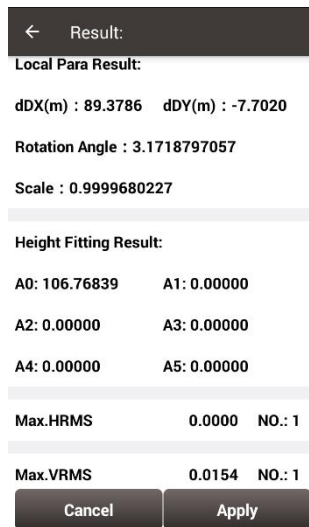 ← Result:
Local Para Result:
dDX(m) : 89.3786 dDY(m) : -7.7020
Rotation Angle : 3.1718797057
Scale : 0.9999680227
Height Fitting Result:
A0: 106.76839 A1: 0.00000
A2: 0.00000 A3: 0.00000
A4: 0.00000 A5: 0.00000
Max.HRMS 0.0000 NO.: 1
Max.VRMS 0.0154 NO.: 1
Cancel Apply